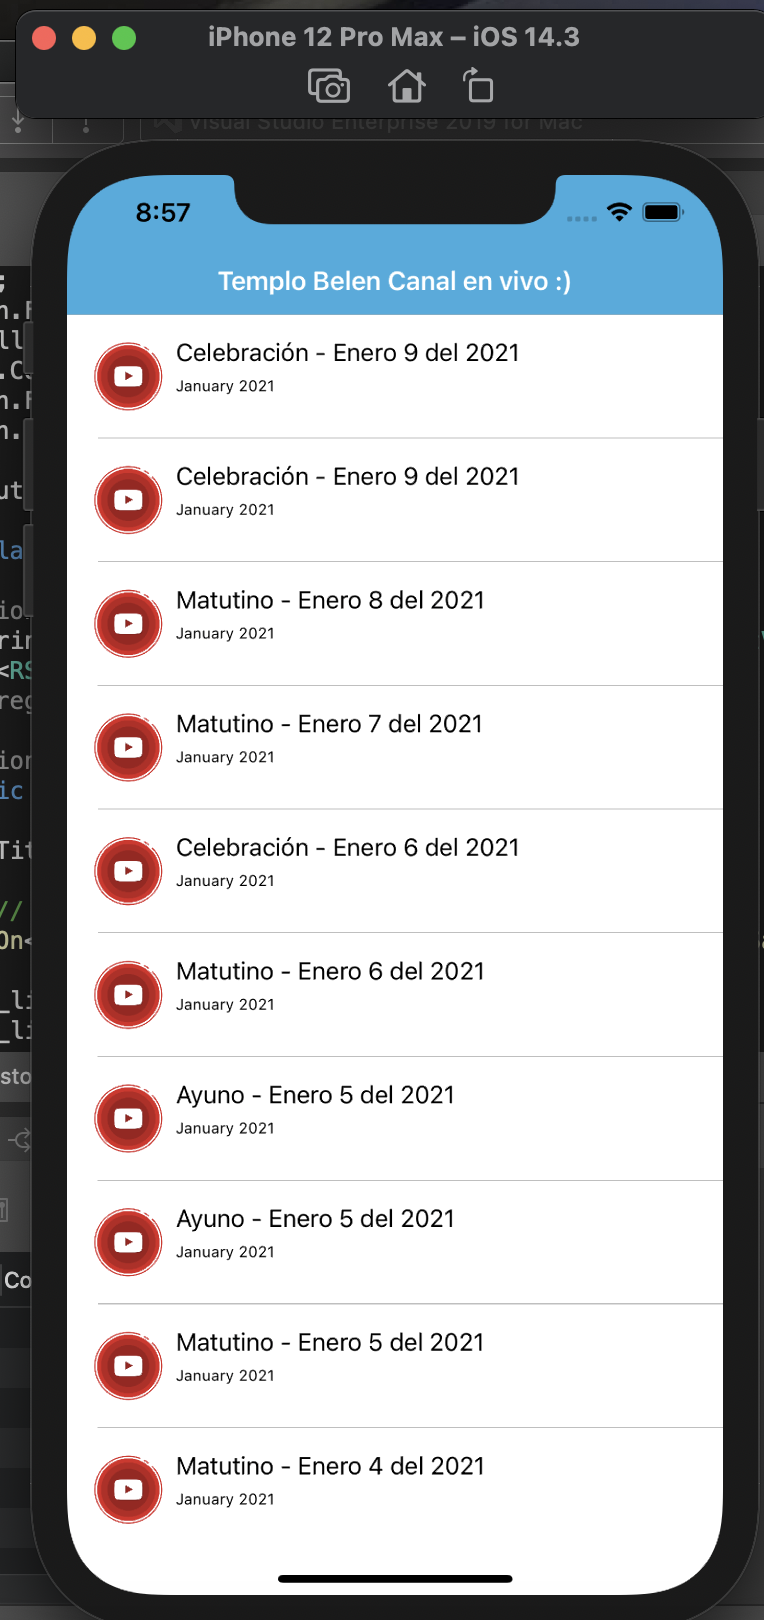 iPhone 12 Pro Max – iOS 14.3
Visual Studio Enterprise 2019 for Mac
8:57
Templo Belen Canal en vivo :)
Celebración - Enero 9 del 2021
January 2021
Celebración - Enero 9 del 2021
January 2021
Matutino - Enero 8 del 2021
January 2021
Matutino - Enero 7 del 2021
January 2021
Celebración - Enero 6 del 2021
January 2021
Matutino - Enero 6 del 2021
January 2021
Ayuno - Enero 5 del 2021
January 2021
Ayuno - Enero 5 del 2021
January 2021
Matutino - Enero 5 del 2021
January 2021
Matutino - Enero 4 del 2021
January 2021